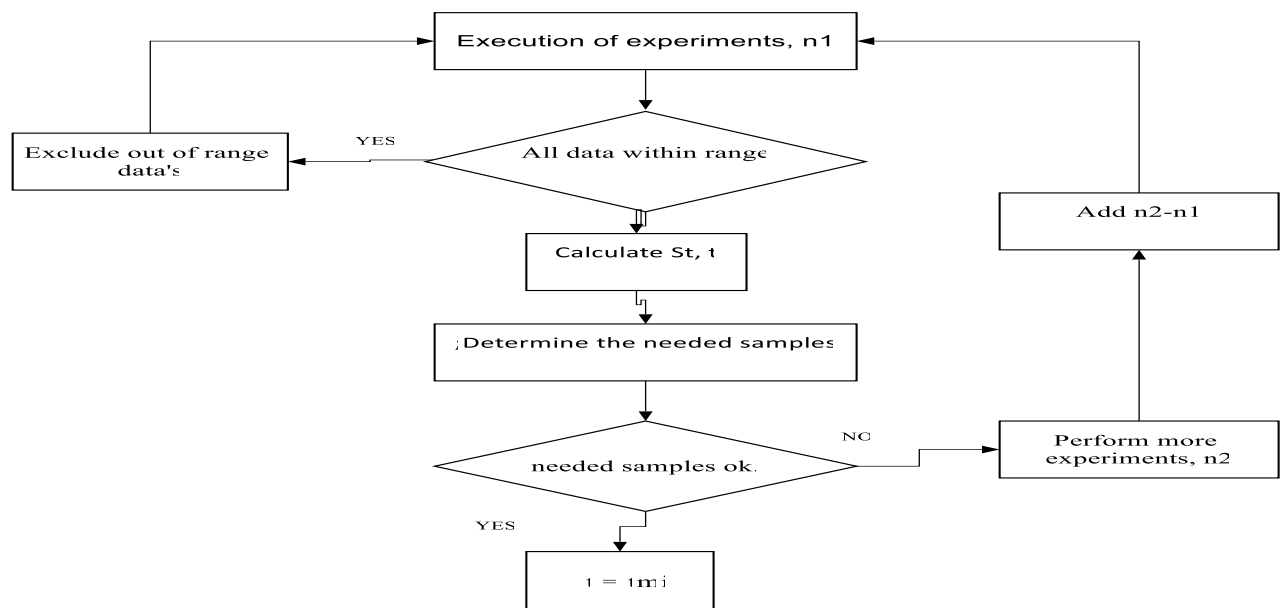 Execution of experiments, n1
YES
All data within range
Exclude out of range
data's
Add n2-n1
Calculate St, t
;Determine the needed samples
NO
Perform more
experiments, n2
needed samples ok.
YES
t = tmi